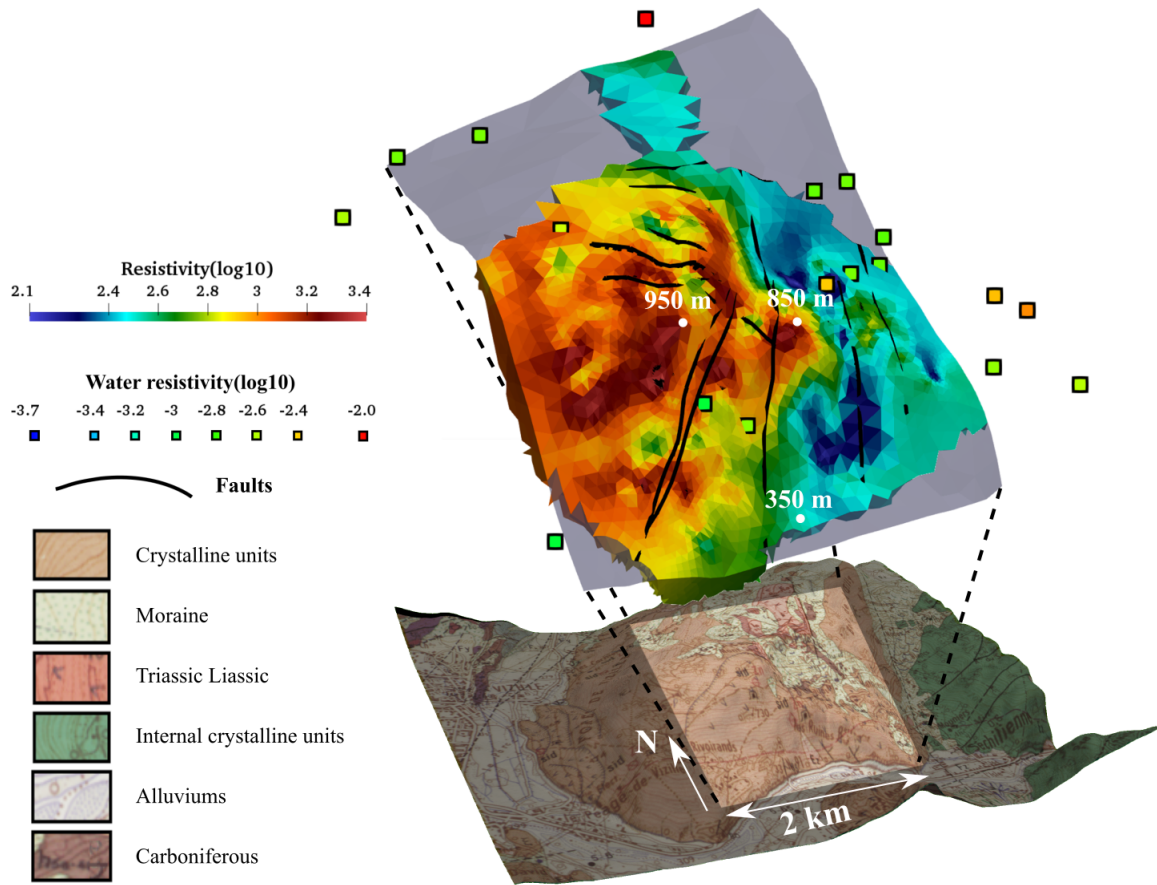 950 m
850 m
350 m
Resistivity(log10)
2.1 2.6 2.6 2.8 3 3.2 3.4
Water resistivity(log10)
-3.7 -3.4 -3.2 -3 -2.8 -2.6 -2.4 -2.0
Faults
Crystalline units
Moraine
Triassic Liassic
Internal crystalline units
Alluviums
Carboniferous
N
2 km
Rivoirands